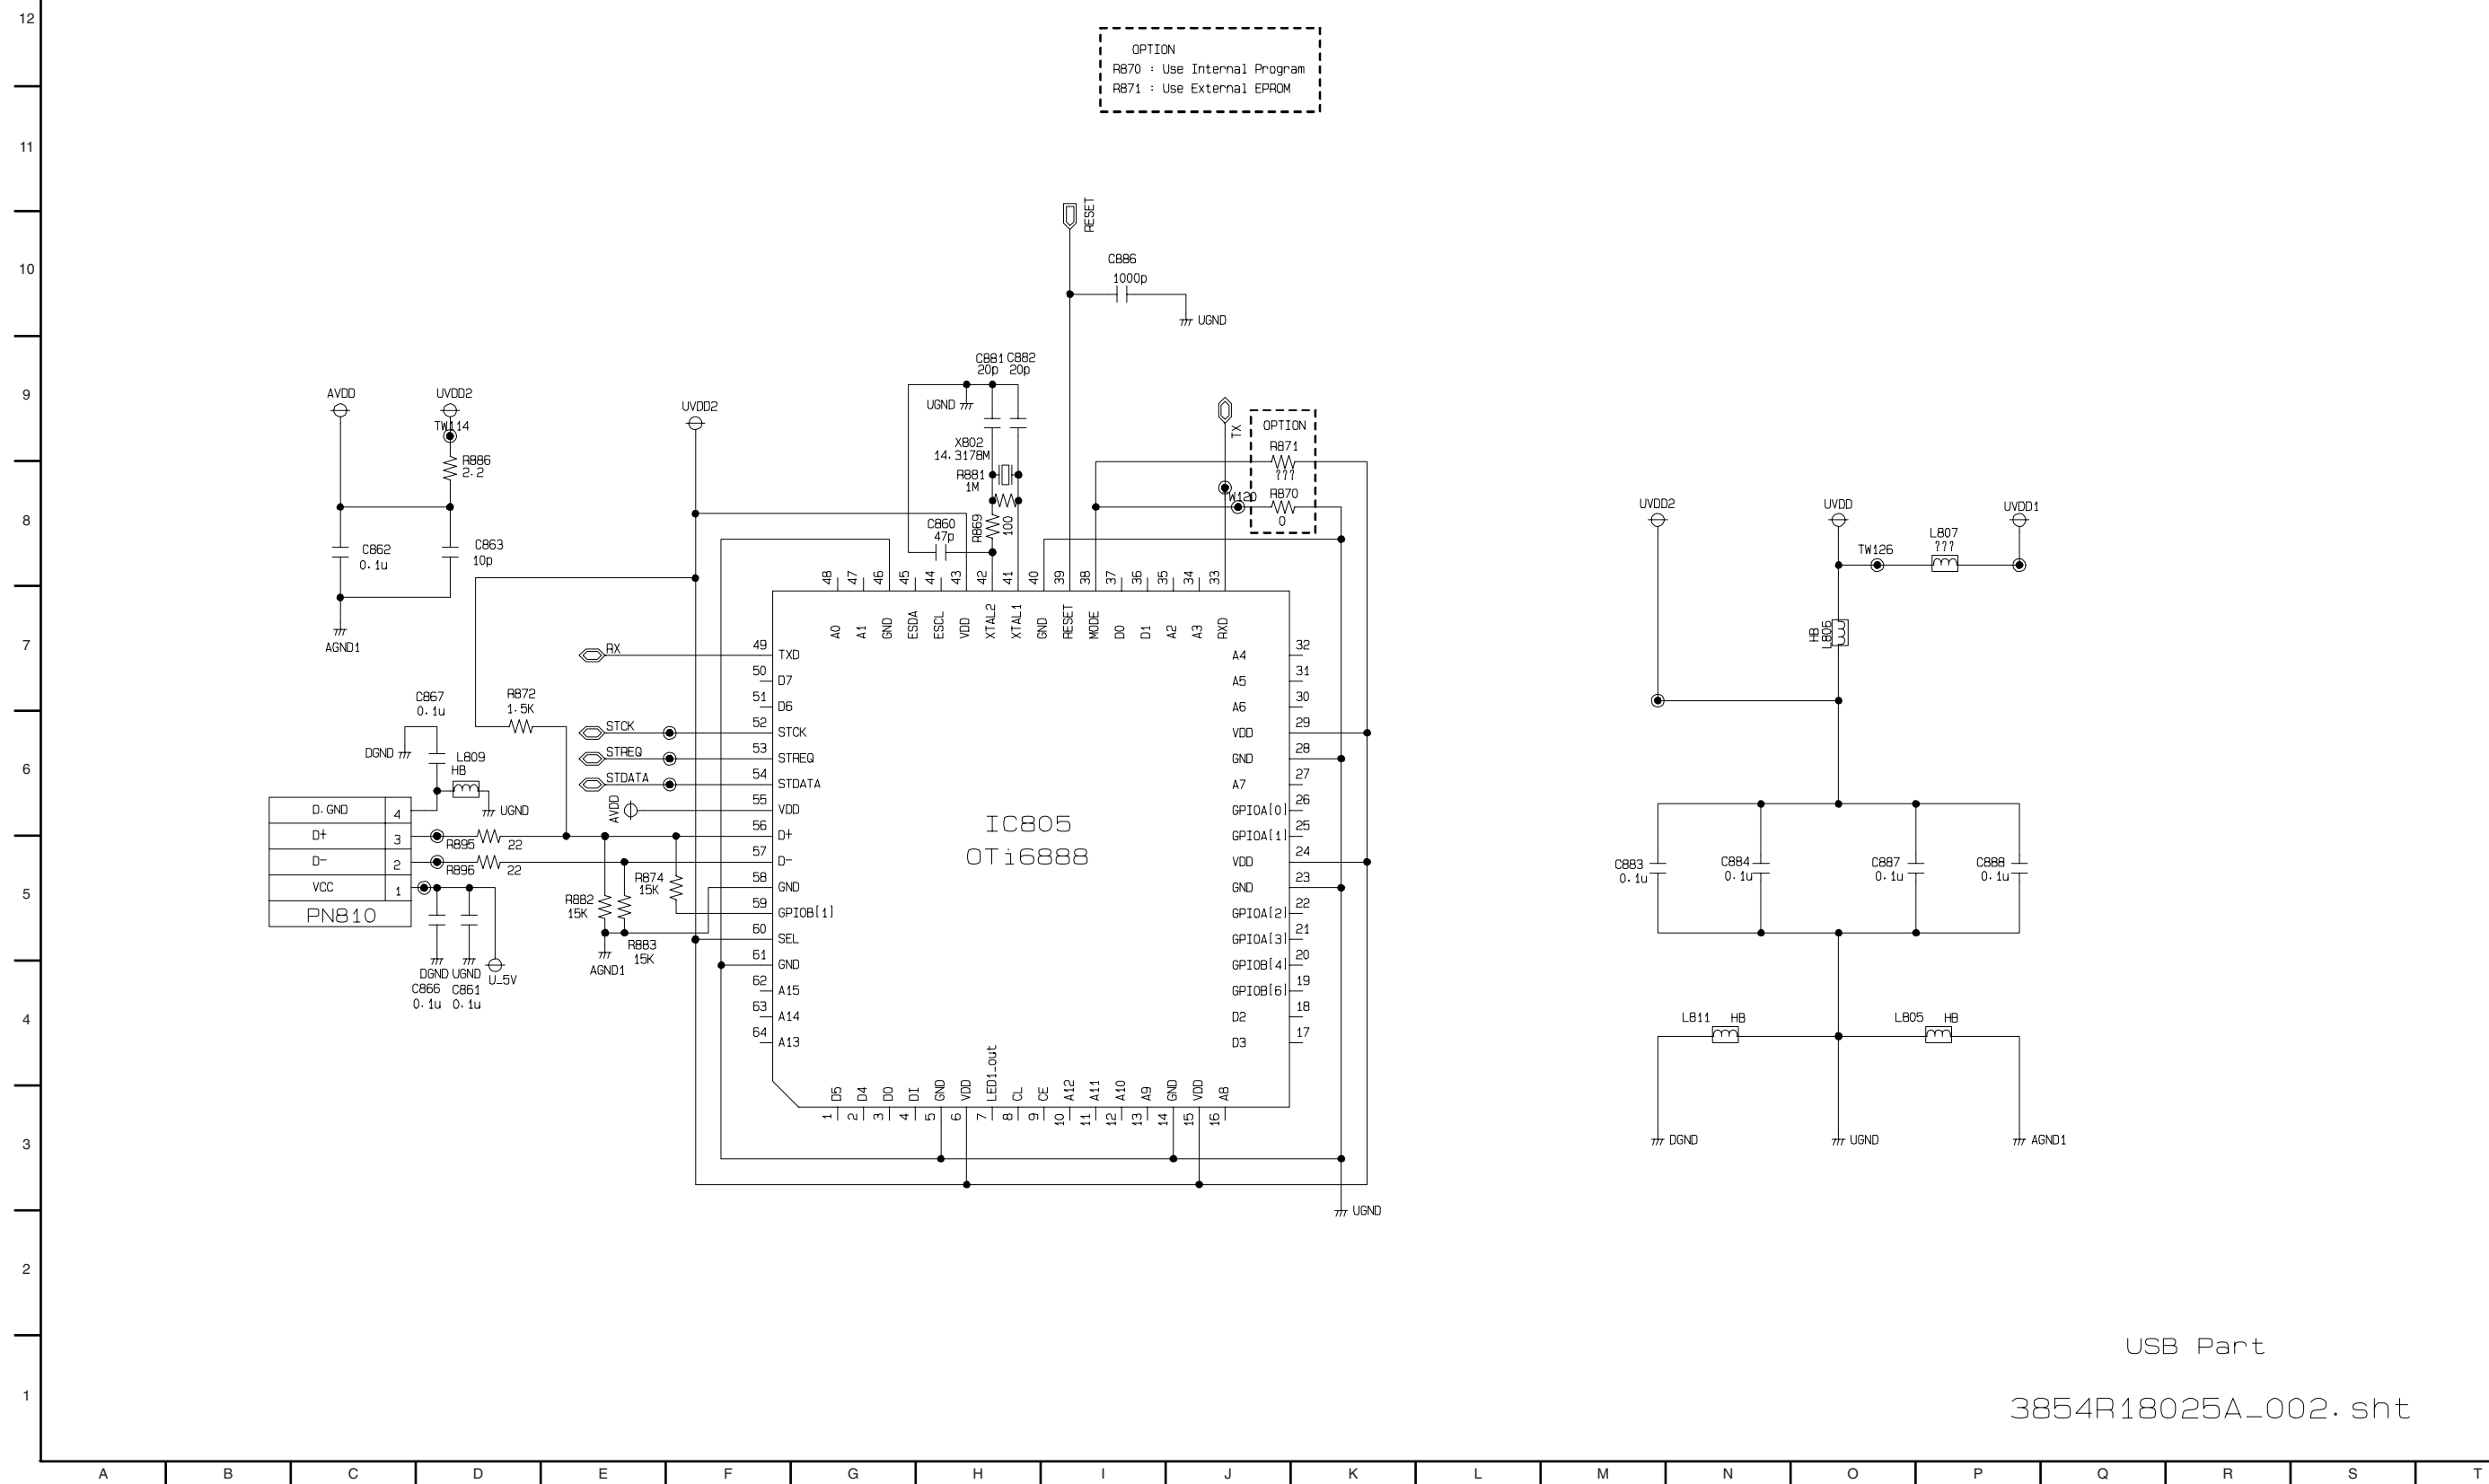 12
OPTION
R870 : Use Internal Program
R871 : Use External EPROM
11
RESET
10
C886
1000p
UGND
C881 C882
20p 20p
9
AVDD
UVDD2
UVDD2
UGND
TW114
TX
OPTION
R886
2.2
X802
14.3178M
R871
???
R881
1M
W120
R870
0
8
C862
0.1u
C863
10p
C860
47p
R869
100
UVDD2
UVDD
UVDD1
L807
???
TW126
48
47
46
45
44
43
42
41
40
39
38
37
36
35
34
33
A0
A1
GND
ESDA
ESCL
VDD
XTAL2
XTAL1
GND
RESET
MODE
D0
D1
A2
A3
RXD
7
AGND1
RX
49 TXD
50 D7
51 D6
52 STCK
53 STREQ
54 STDATA
55 VDD
56 D+
57 D-
58 GND
59 GPIOB[1]
60 SEL
61 GND
62 A15
63 A14
64 A13
A4 32
A5 31
A6 30
VDD 29
GND 28
A7 27
GPIOA[0] 26
GPIOA[1] 25
VDD 24
GND 23
GPIOA[2] 22
GPIOA[3] 21
GPIOB[4] 20
GPIOB[6] 19
D2 18
D3 17
HB
L806
C867
0.1u
R872
1.5K
STCK
STREQ
STDATA
AVDD
6
DGND
L809
HB
UGND
IC805
OTi6888
D.GND 4
D+ 3
D- 2
VCC 1
PN810
R895 22
R896 22
5
R874
15K
R882
15K
R883
15K
AGND1
C883
0.1u
C884
0.1u
C887
0.1u
C888
0.1u
DGND UGND
U_5V
C866 C861
0.1u 0.1u
4
L811 HB
L805 HB
D5
D4
D0
DI
GND
VDD
LED1_out
CL
CE
A12
A11
A10
A9
GND
VDD
A8
1
2
3
4
5
6
7
8
9
10
11
12
13
14
15
16
3
DGND
UGND
AGND1
UGND
2
USB Part
1
3854R18025A_002.sht
A B C D E F G H I J K L M N O P Q R S T